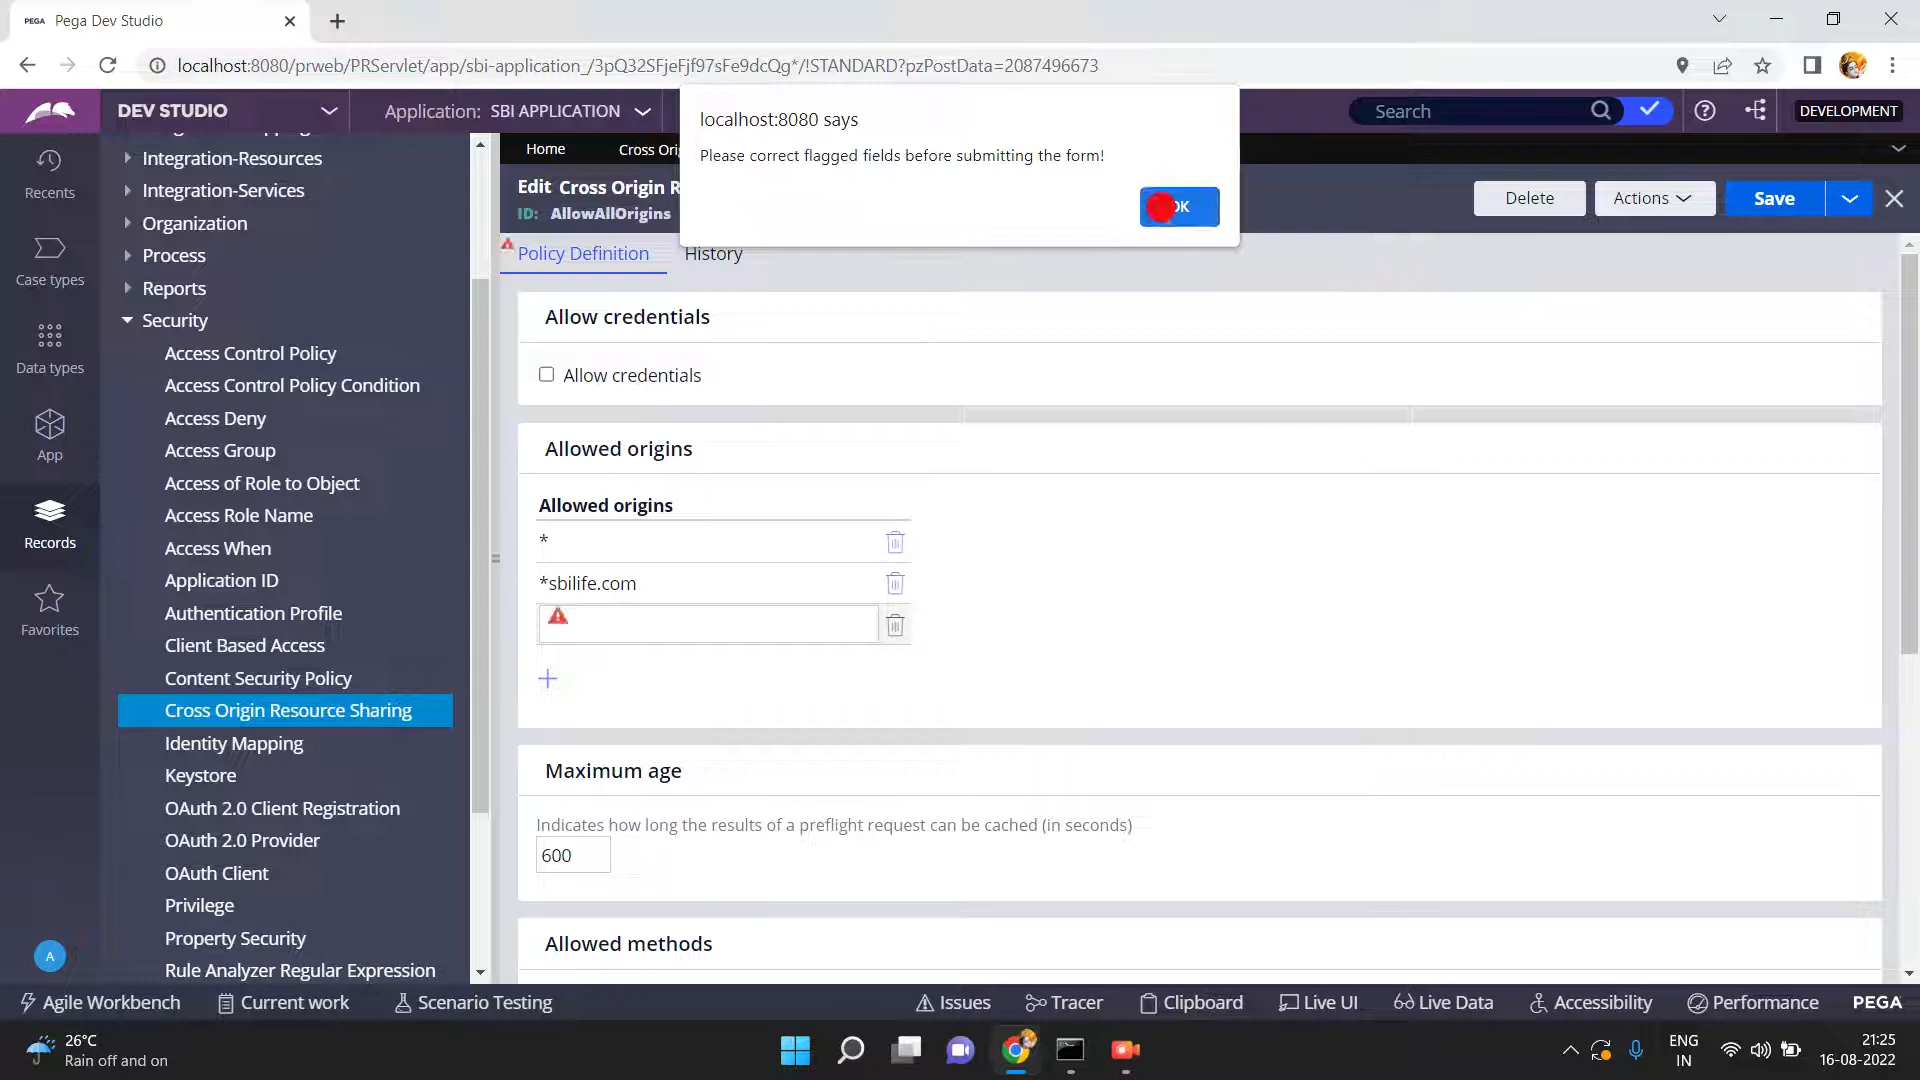 PEGA Pega Dev Studio
localhost:8080/prweb/PRServlet/app/sbi-application_/3pQ32SFjeFjf97sFe9dcQg*/!STANDARD?pzPostData=2087496673
DEV STUDIO
Application: SBI APPLICATION
Search
DEVELOPMENT
localhost:8080 says
Please correct flagged fields before submitting the form!
Recents
Case types
Data types
App
Records
Favorites
A
Integration-Resources
Integration-Services
Organization
Process
Reports
Security
Access Control Policy
Access Control Policy Condition
Access Deny
Access Group
Access of Role to Object
Access Role Name
Access When
Application ID
Authentication Profile
Client Based Access
Content Security Policy
Cross Origin Resource Sharing
Identity Mapping
Keystore
OAuth 2.0 Client Registration
OAuth 2.0 Provider
OAuth Client
Privilege
Property Security
Rule Analyzer Regular Expression
Home
Cross Ori
Edit Cross Origin R
ID: AllowAllOrigins
Delete
Actions
Save
Policy Definition
History
Allow credentials
Allow credentials
Allowed origins
Allowed origins
*
*sbilife.com
Maximum age
Indicates how long the results of a preflight request can be cached (in seconds)
600
Allowed methods
Agile Workbench
Current work
Scenario Testing
Issues
Tracer
Clipboard
Live UI
Live Data
Accessibility
Performance
PEGA
26°C
Rain off and on
ENG
IN
21:25
16-08-2022